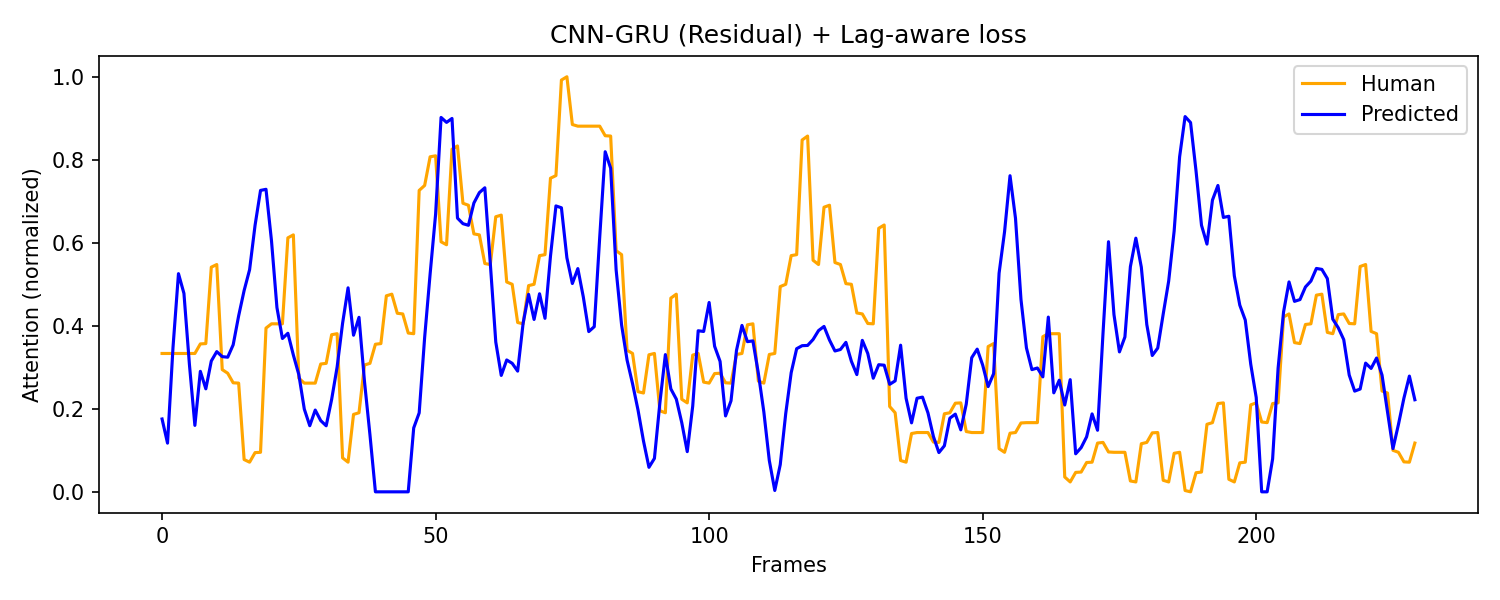 CNN-GRU (Residual) + Lag-aware loss
Human
Predicted
Attention (normalized)
1.0
0.8
0.6
0.4
0.2
0.0
0
50
100
150
200
Frames